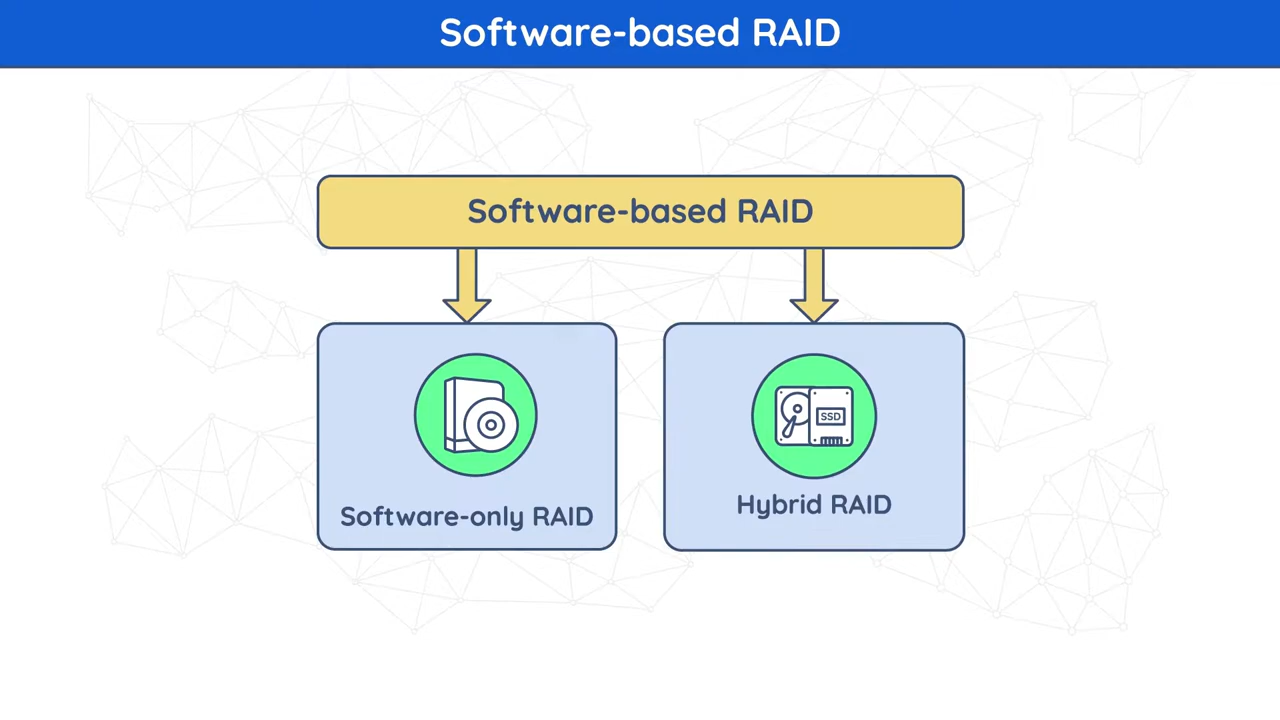 Software-based RAID
Software-based RAID
SSD
Software-only RAID
Hybrid RAID